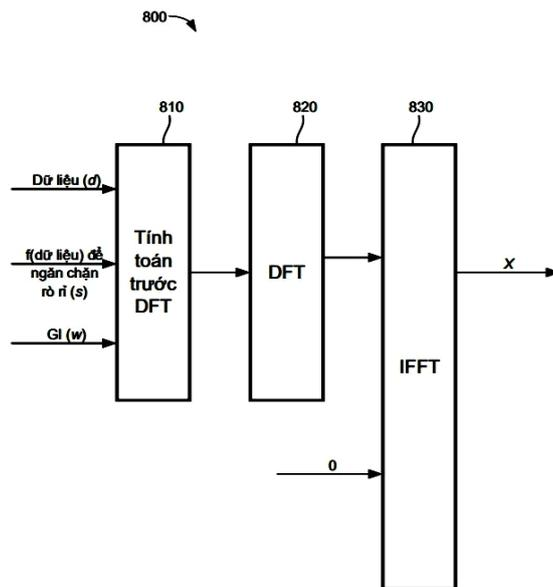 800
810
820
830
Dữ liệu (d)
f(dữ liệu) để
ngăn chặn
rò rỉ (s)
GI (w)
Tính
toán
trước
DFT
DFT
IFFT
X
0